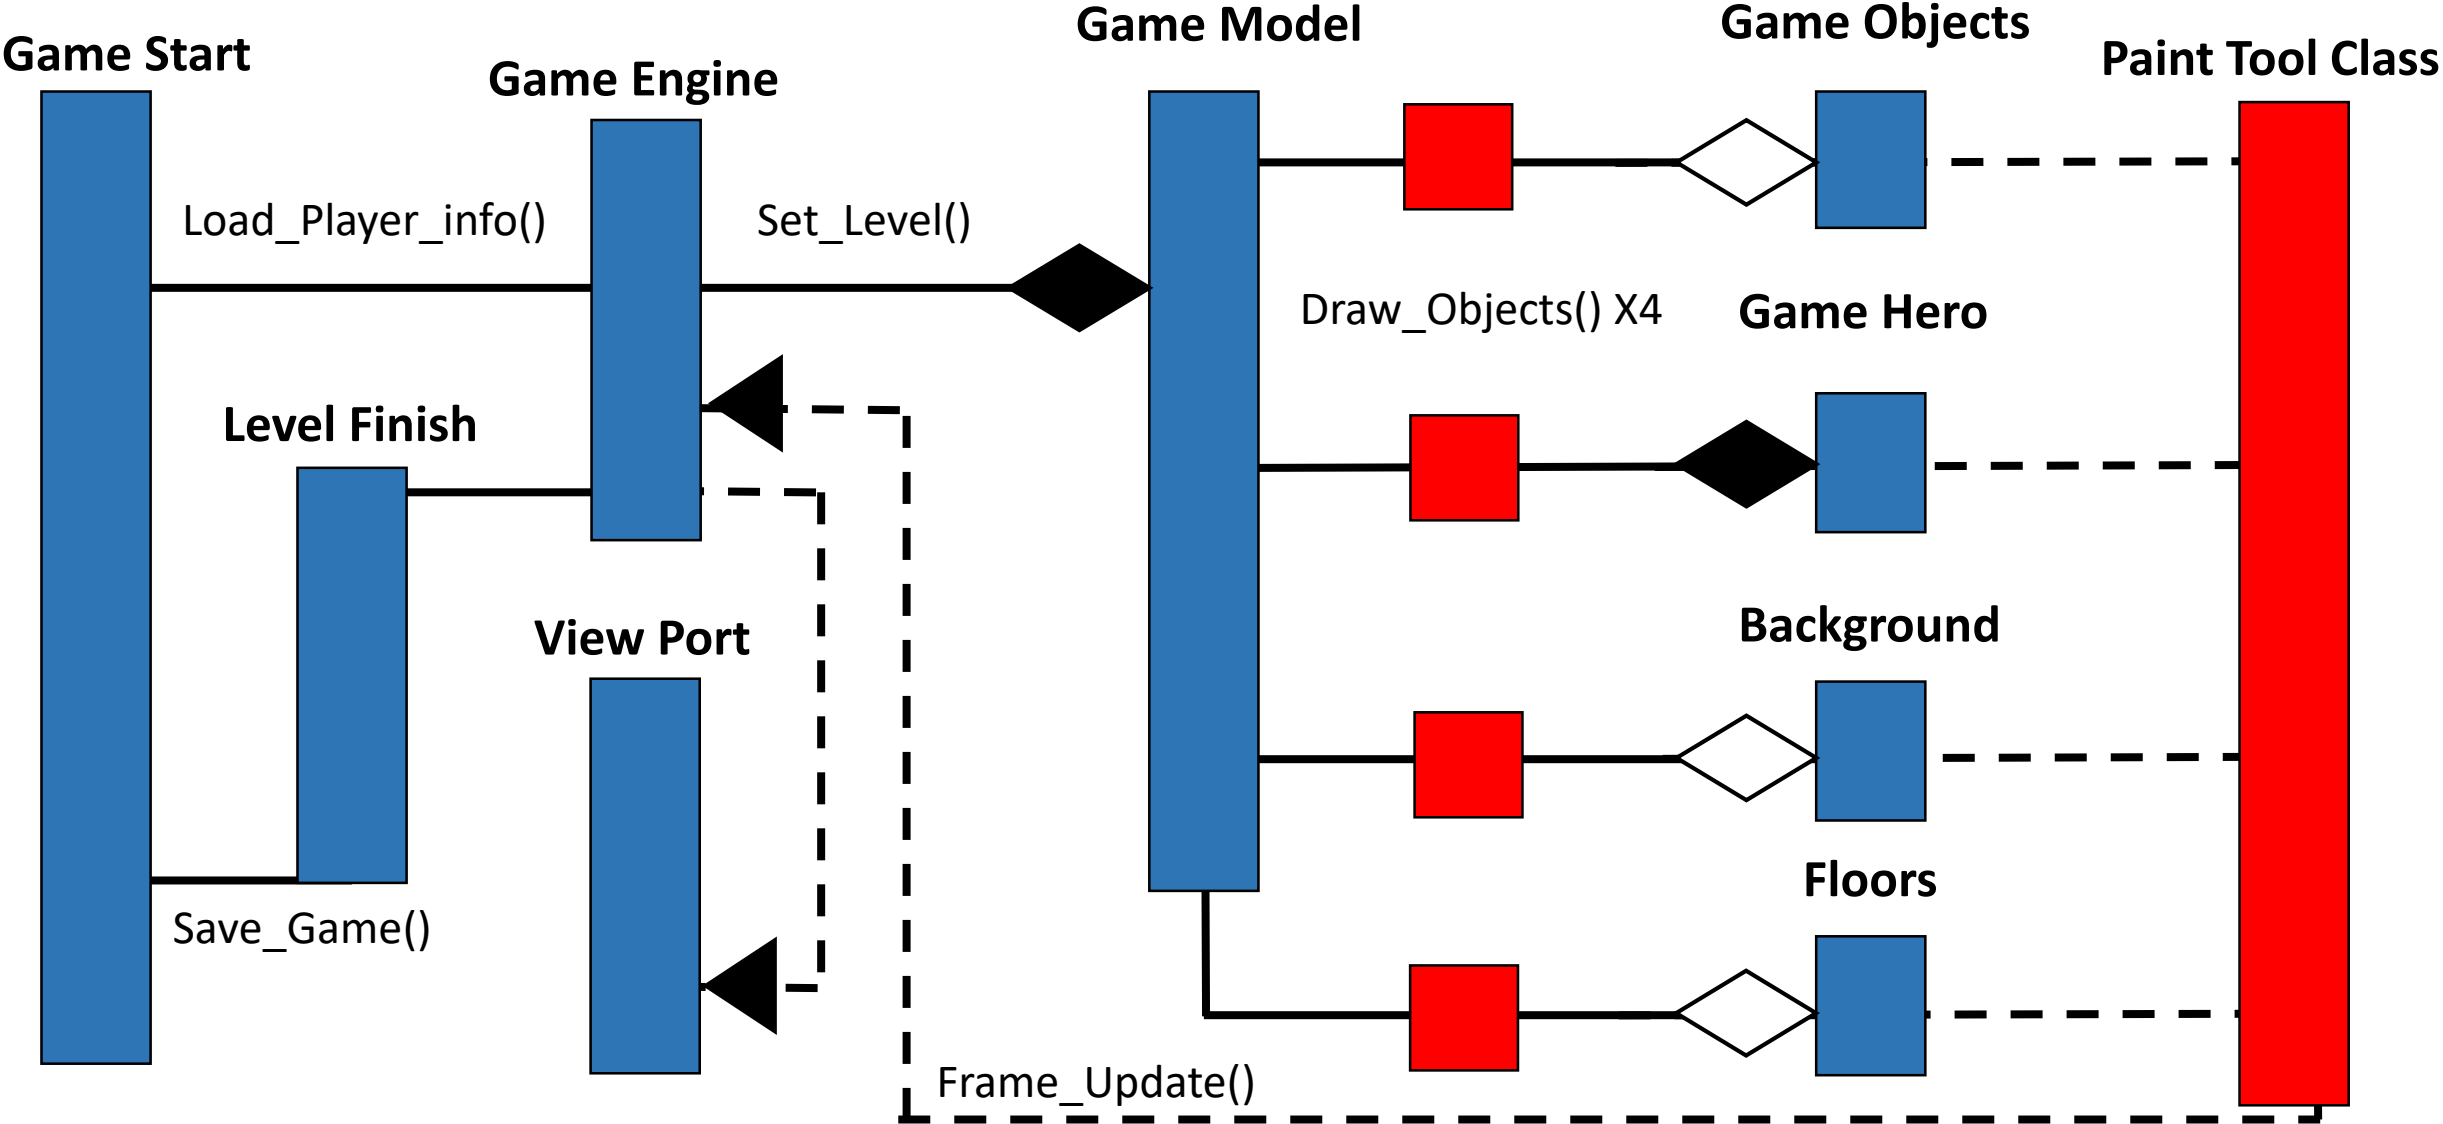 Game Start
Game Engine
Game Model
Game Objects
Paint Tool Class
Load_Player_info()
Set_Level()
Draw_Objects() X4
Game Hero
Level Finish
View Port
Background
Floors
Save_Game()
Frame_Update()